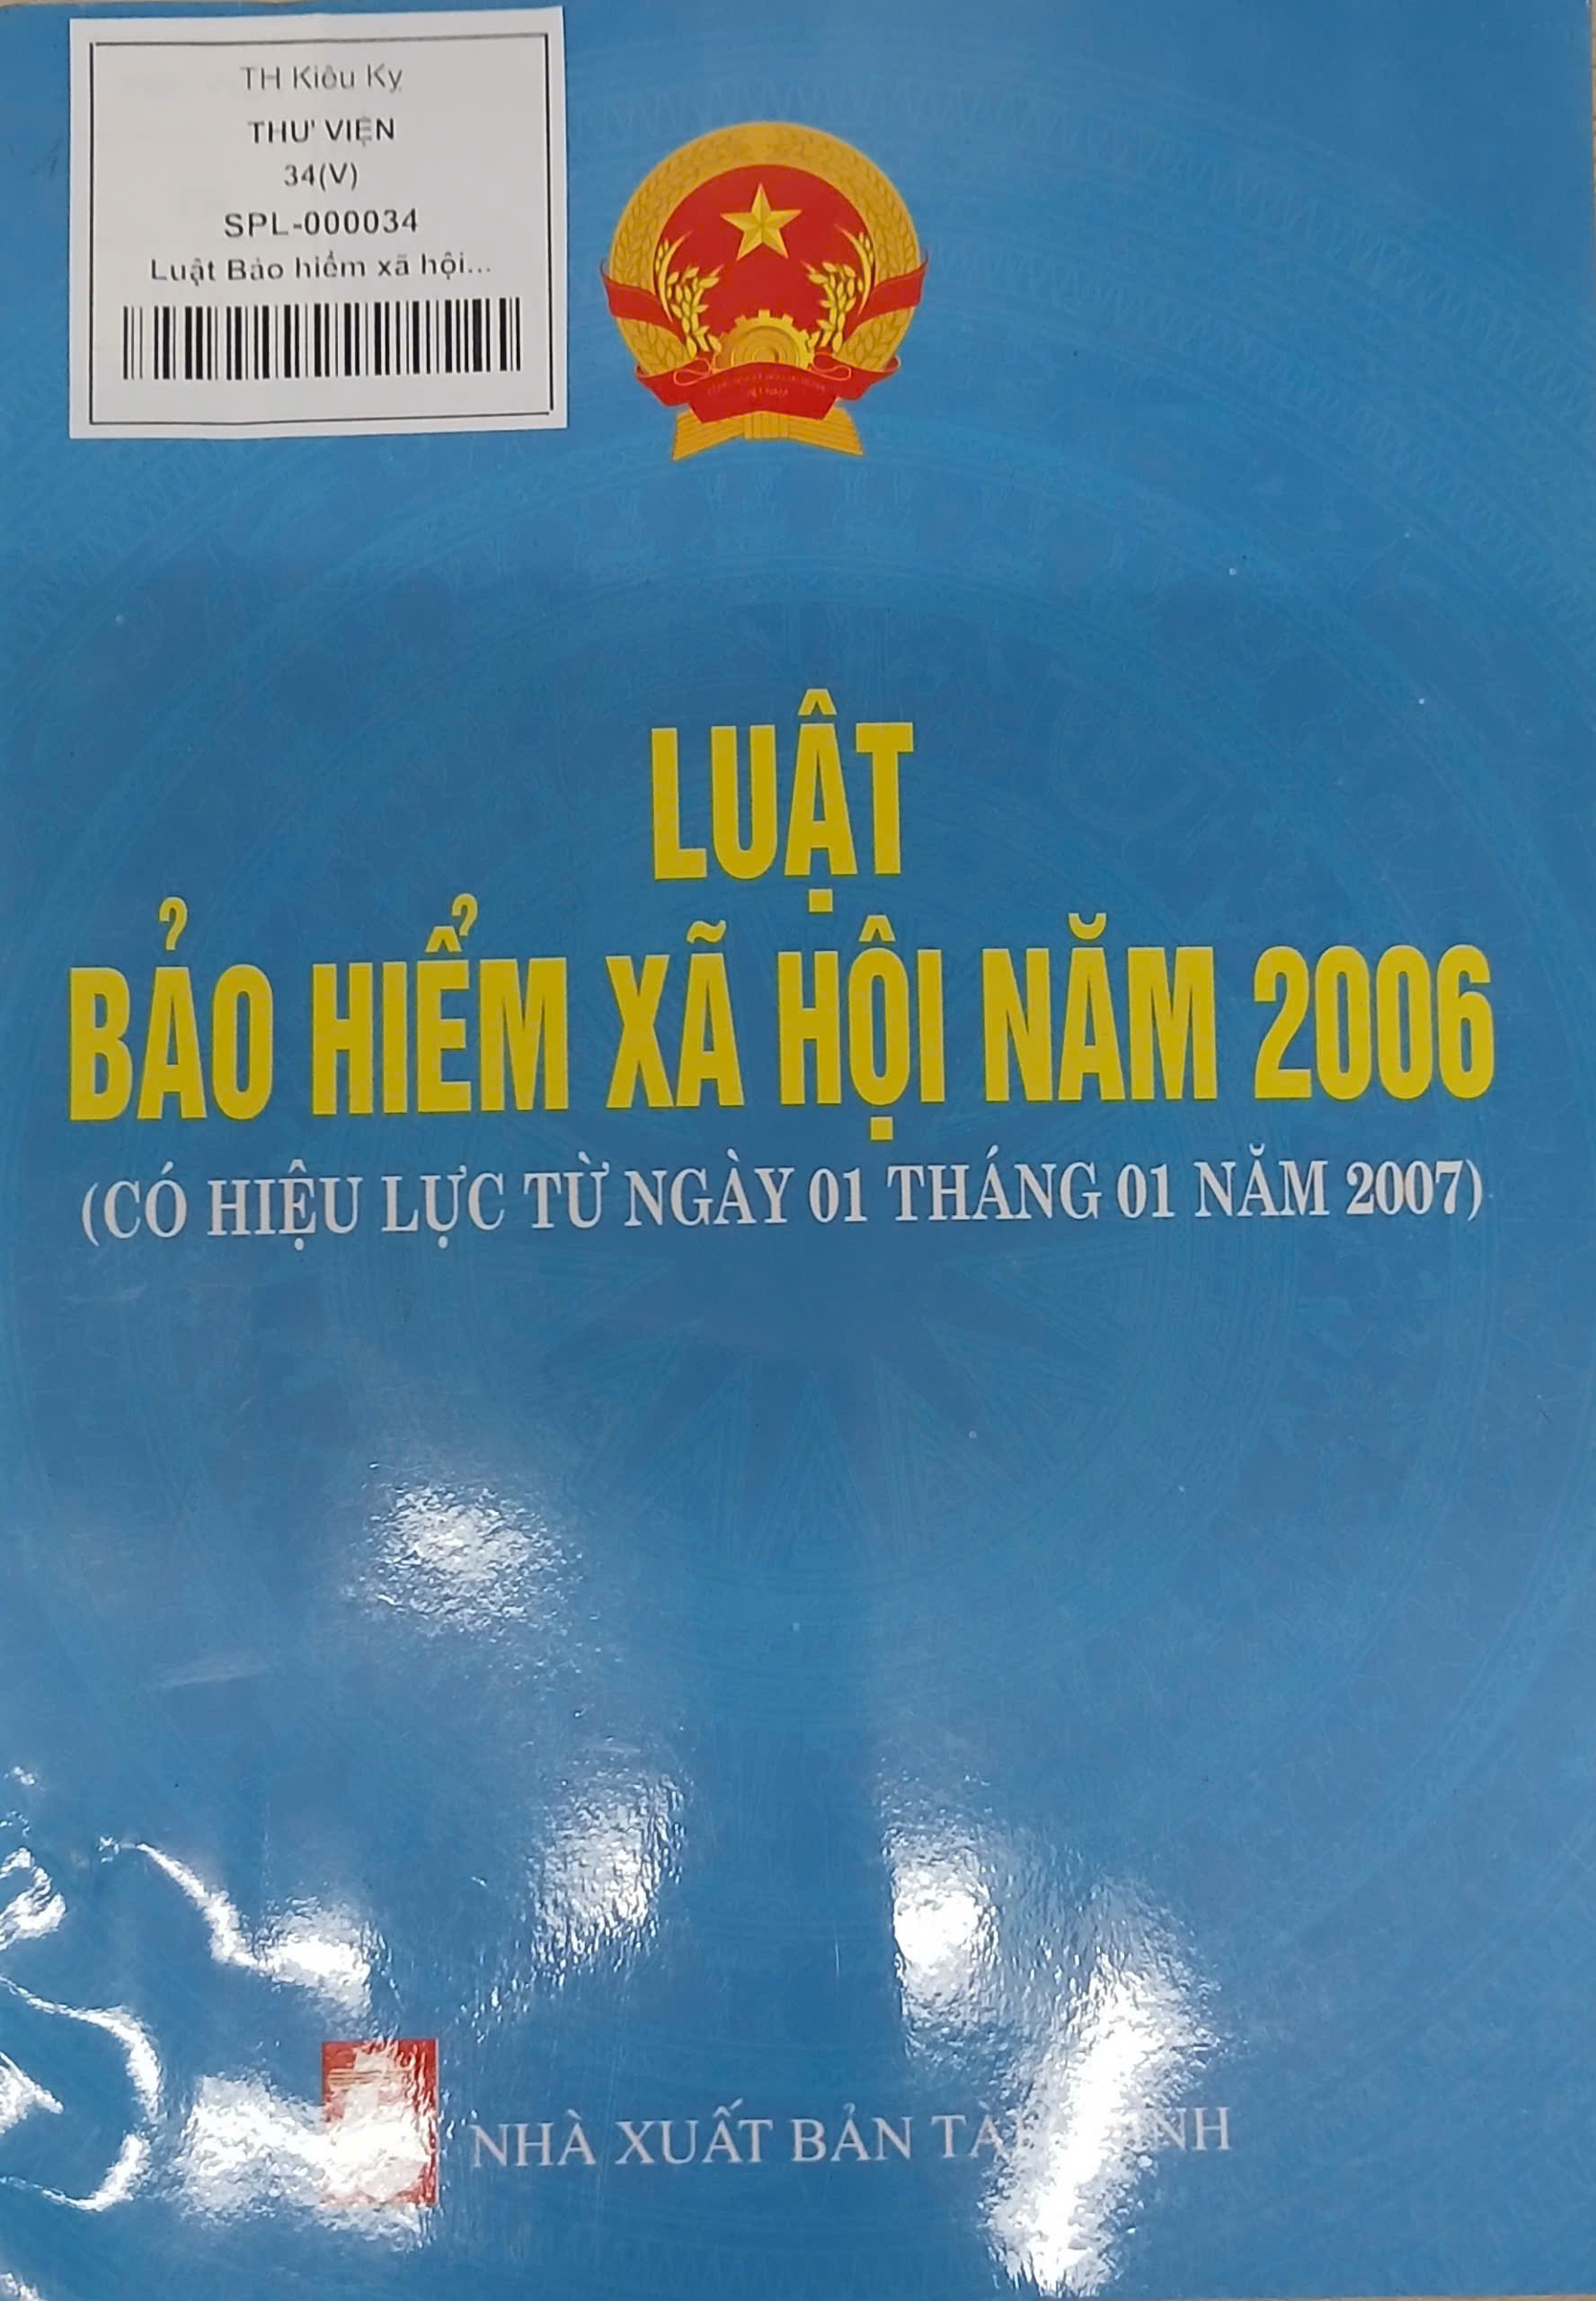 TH Kiêu Kỵ
THƯ VIỆN
34(V)
SPL-000034
Luật Bảo hiểm xã hội...
LUẬT
BẢO HIỂM XÃ HỘI NĂM 2006
(CÓ HIỆU LỰC TỪ NGÀY 01 THÁNG 01 NĂM 2007)
NHÀ XUẤT BẢN